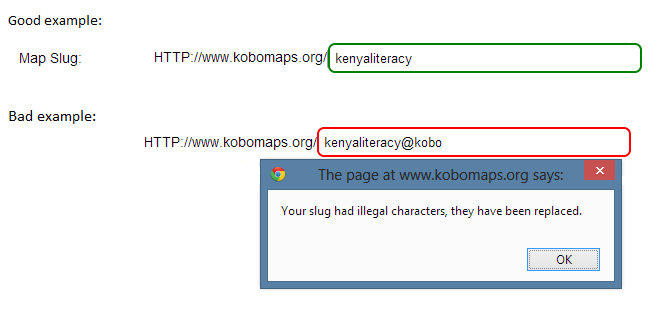 Good example:
Map Slug: HTTP://www.kobomaps.org/ kenyaliteracy
Bad example:
HTTP://www.kobomaps.org/ kenyaliteracy@kobo
The page at www.kobomaps.org says:
Your slug had illegal characters, they have been replaced.
OK